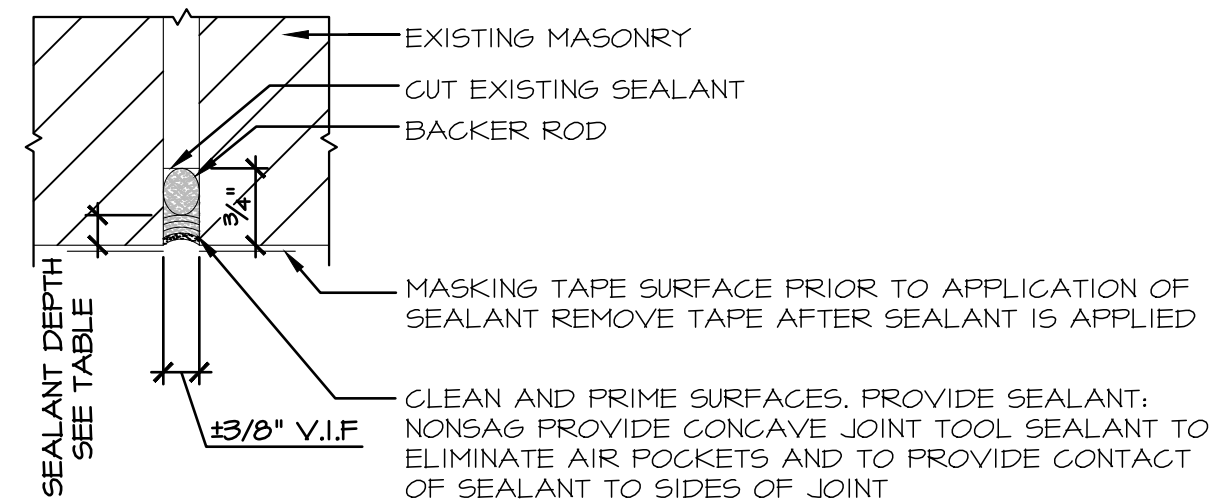 EXISTING MASONRY
CUT EXISTING SEALANT
BACKER ROD
3/4"
SEALANT DEPTH
SEE TABLE
MASKING TAPE SURFACE PRIOR TO APPLICATION OF
SEALANT REMOVE TAPE AFTER SEALANT IS APPLIED
±3/8" V.I.F
CLEAN AND PRIME SURFACES. PROVIDE SEALANT:
NONSAG PROVIDE CONCAVE JOINT TOOL SEALANT TO
ELIMINATE AIR POCKETS AND TO PROVIDE CONTACT
OF SEALANT TO SIDES OF JOINT